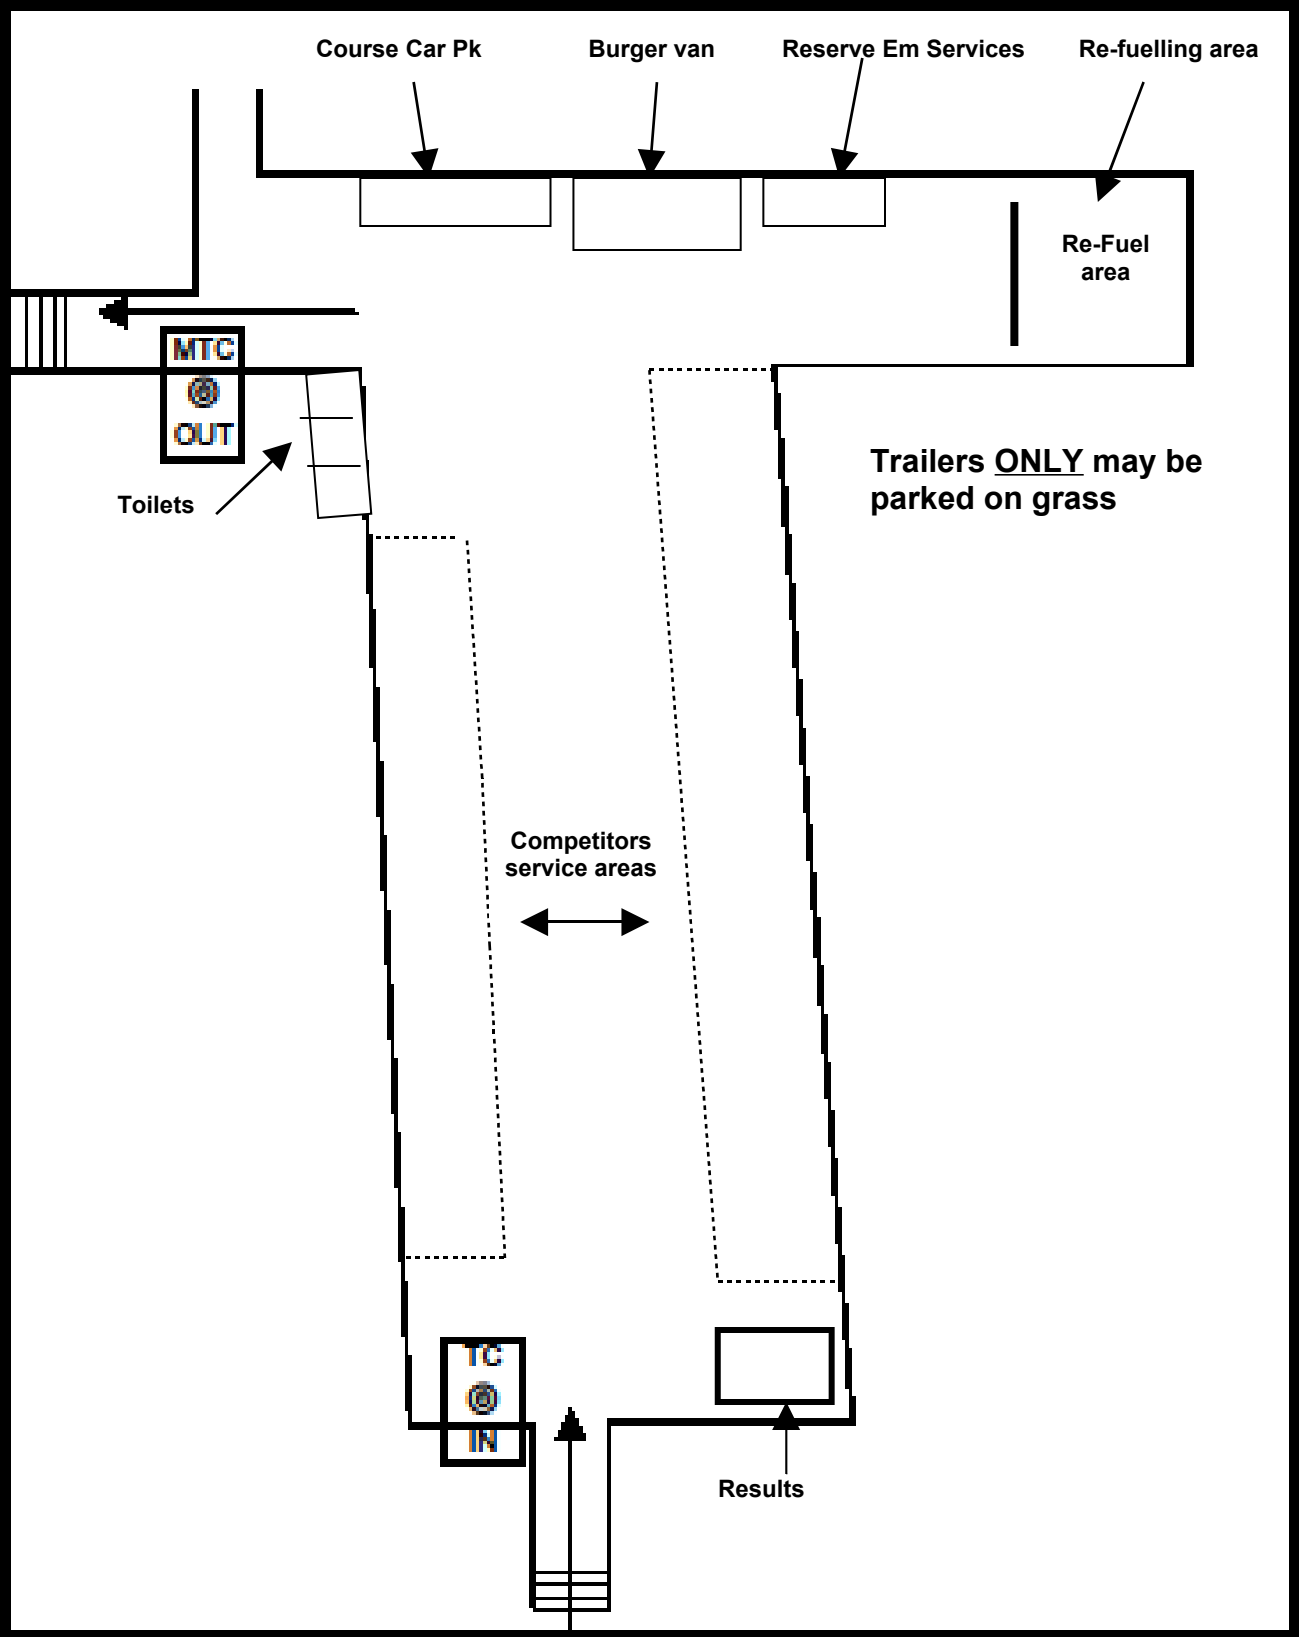 Course Car Pk
Burger van
Reserve Em Services
Re-fuelling area
Re-Fuel
area
MTC
OUT
Toilets
Trailers ONLY may be
parked on grass
Competitors
service areas
TC
IN
Results